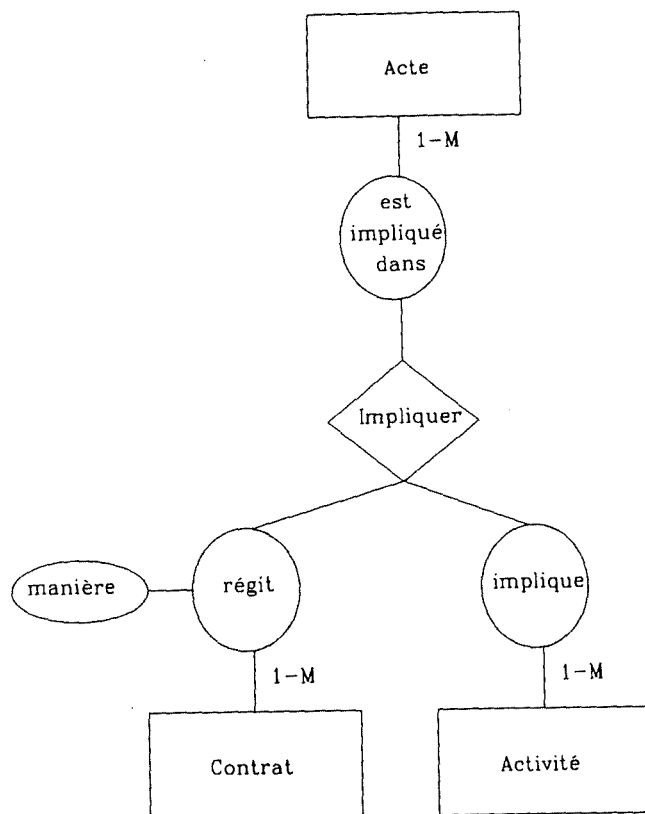 Acte
1-M
est
impliqué
dans
Impliquer
manière
régit
implique
1-M
1-M
Contrat
Activité